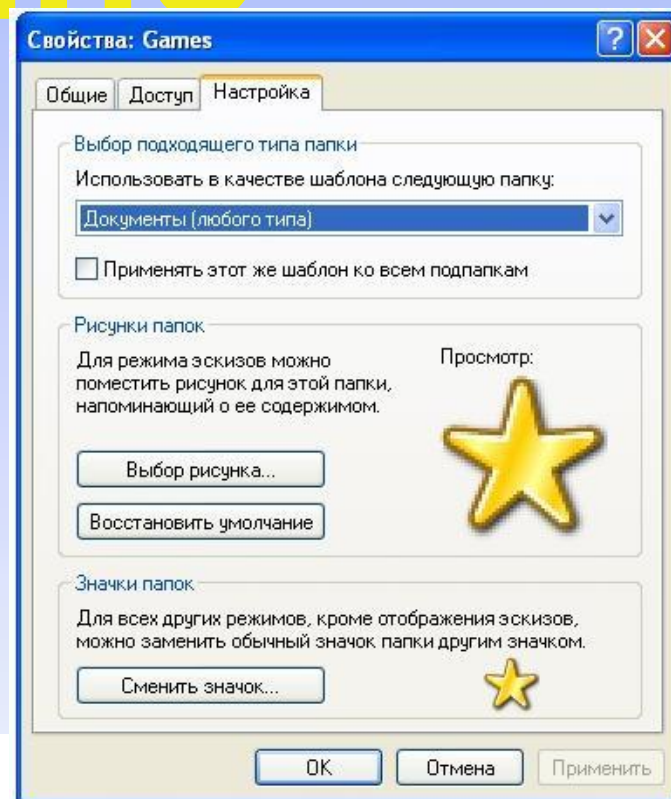 Свойства: Games
Общие Доступ Настройка
Выбор подходящего типа папки
Использовать в качестве шаблона следующую папку:
Документы (любого типа)
Применять этот же шаблон ко всем подпапкам
Рисунки папок
Для режима эскизов можно
поместить рисунок для этой папки,
напоминающий о ее содержимом.
Просмотр:
Выбор рисунка...
Восстановить умолчание
Значки папок
Для всех других режимов, кроме отображения эскизов,
можно заменить обычный значок папки другим значком.
Сменить значок...
OK Отмена Применить